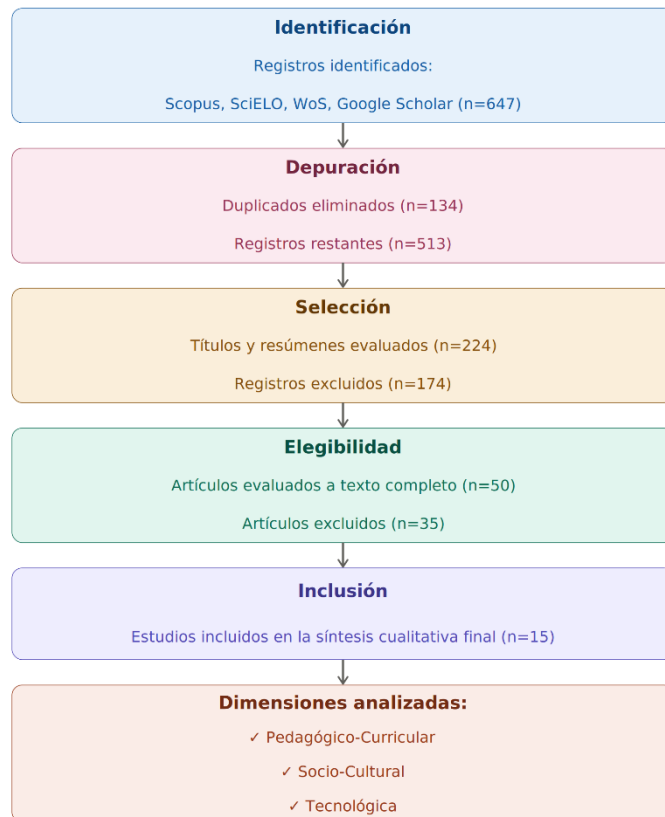 Identificación
Registros identificados:
Scopus, SciELO, WoS, Google Scholar (n=647)
Depuración
Duplicados eliminados (n=134)
Registros restantes (n=513)
Selección
Títulos y resúmenes evaluados (n=224)
Registros excluidos (n=174)
Elegibilidad
Artículos evaluados a texto completo (n=50)
Artículos excluidos (n=35)
Inclusión
Estudios incluidos en la síntesis cualitativa final (n=15)
Dimensiones analizadas:
✓ Pedagógico-Curricular
✓ Socio-Cultural
✓ Tecnológica